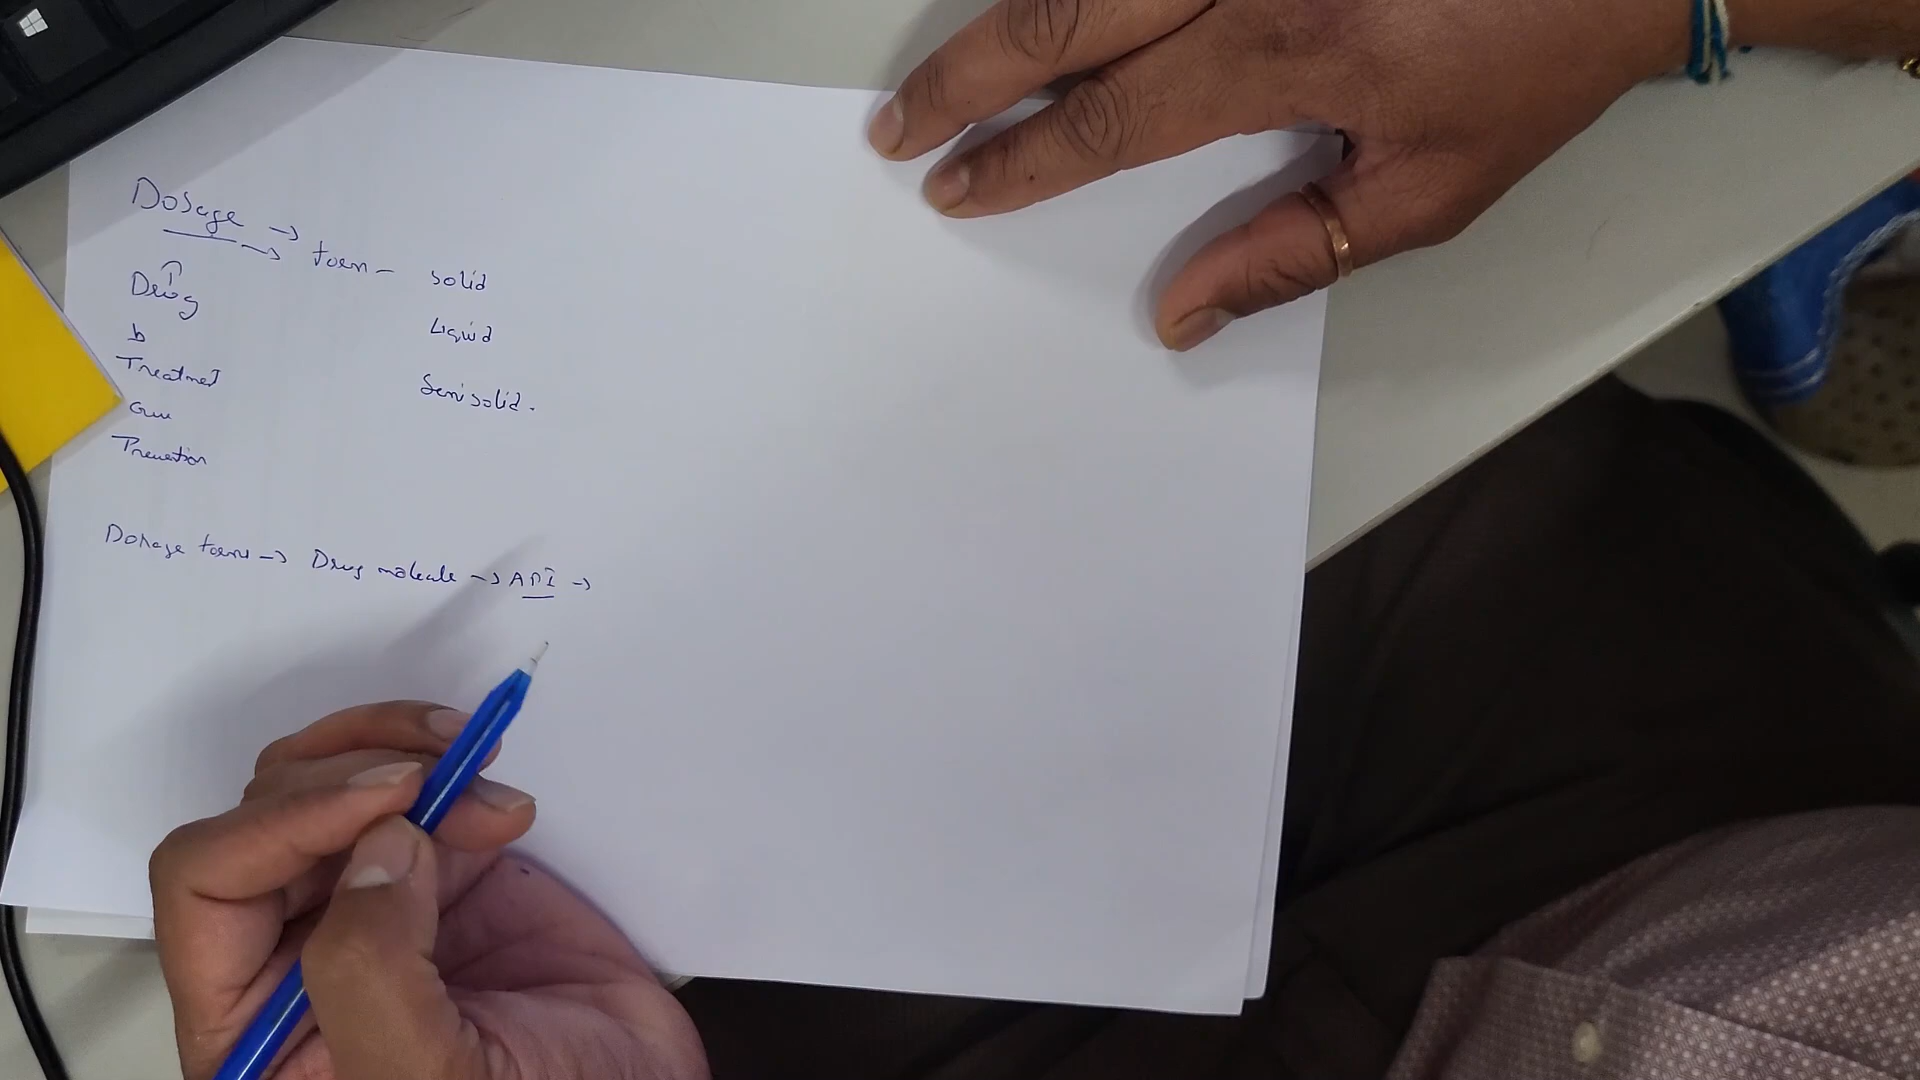 Dosage →
→ form - solid
Drug
Liquid
Treatment
Semisolid.
Cure
Prevention
Dosage form → Drug molecule → API →